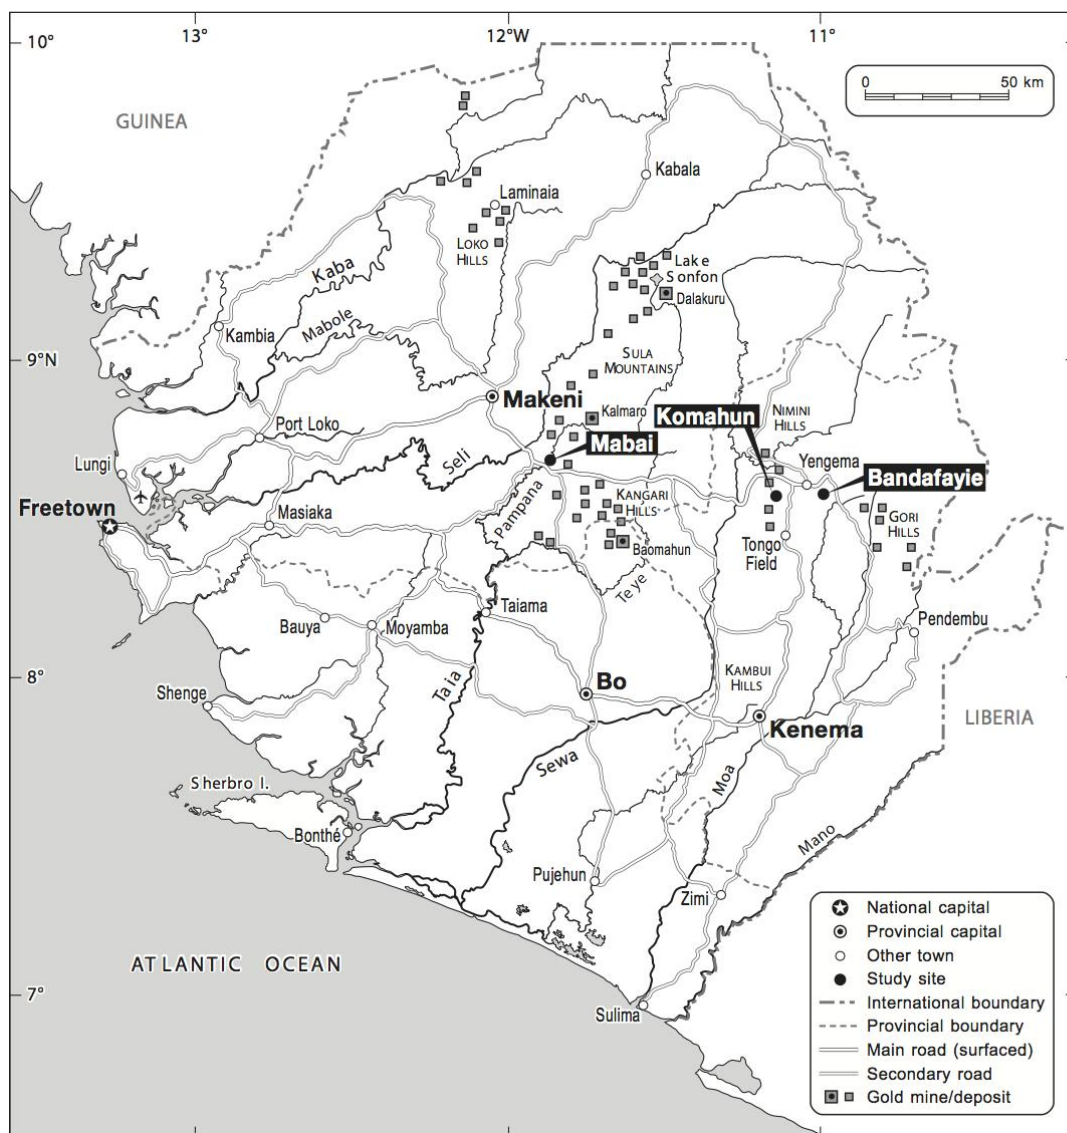 13°
12°W
11°
10°
0
50 km
GUINEA
Kabala
Laminaia
LOKO
HILLS
Kaba
Lake
Sonfon
Dalakuru
Mabole
Kambia
9°N
SULA
MOUNTAINS
Makeni
Kalmaro
Komahun
NIMINI
HILLS
Port Loko
Mabai
Lungi
Seli
Yengema
Bandafayie
Freetown
Masiaka
Pampana
KANGARI
HILLS
GORI
HILLS
Baomahun
Tongo
Field
Teye
Taiama
Bauya
Moyamba
Pendembu
8°
Shenge
Taia
Bo
KAMBUI
HILLS
Kenema
LIBERIA
Sewa
Moa
Sherbro I.
Bonthé
Mano
Pujehun
Zimi
ATLANTIC OCEAN
7°
Sulima
National capital
Provincial capital
Other town
Study site
International boundary
Provincial boundary
Main road (surfaced)
Secondary road
Gold mine/deposit